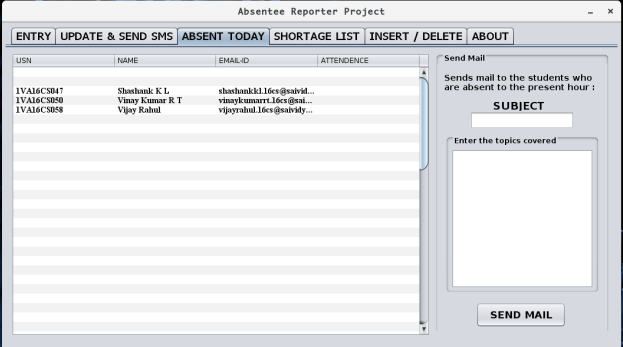 Absentee Reporter Project
ENTRY UPDATE & SEND SMS ABSENT TODAY SHORTAGE LIST INSERT / DELETE ABOUT
USN NAME EMAIL-ID ATTENDENCE
1VA16CS047 Shashank K L shashankkl.16cs@saivid...
1VA16CS050 Vinay Kumar R T vinaykumarrt.16cs@sai...
1VA16CS058 Vijay Rahul vijayrahul.16cs@saividy...
Send Mail
Sends mail to the students who
are absent to the present hour :
SUBJECT
Enter the topics covered
SEND MAIL